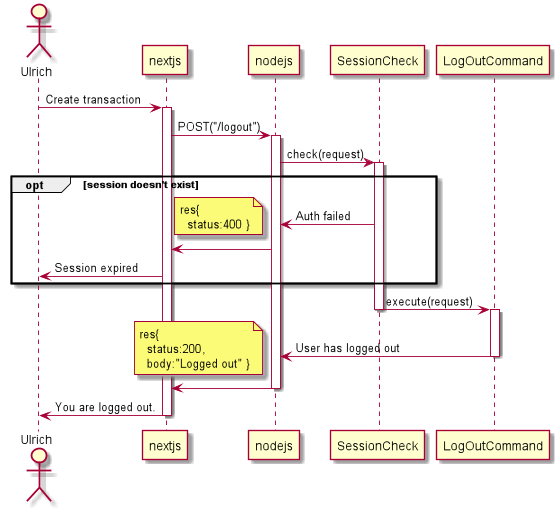 Ulrich
nextjs
nodejs
SessionCheck
LogOutCommand
Create transaction
POST("/logout")
check(request)
opt
[session doesn't exist]
res{
status:400 }
Auth failed
Session expired
execute(request)
res{
status:200,
body:"Logged out" }
User has logged out
You are logged out.
Ulrich
nextjs
nodejs
SessionCheck
LogOutCommand